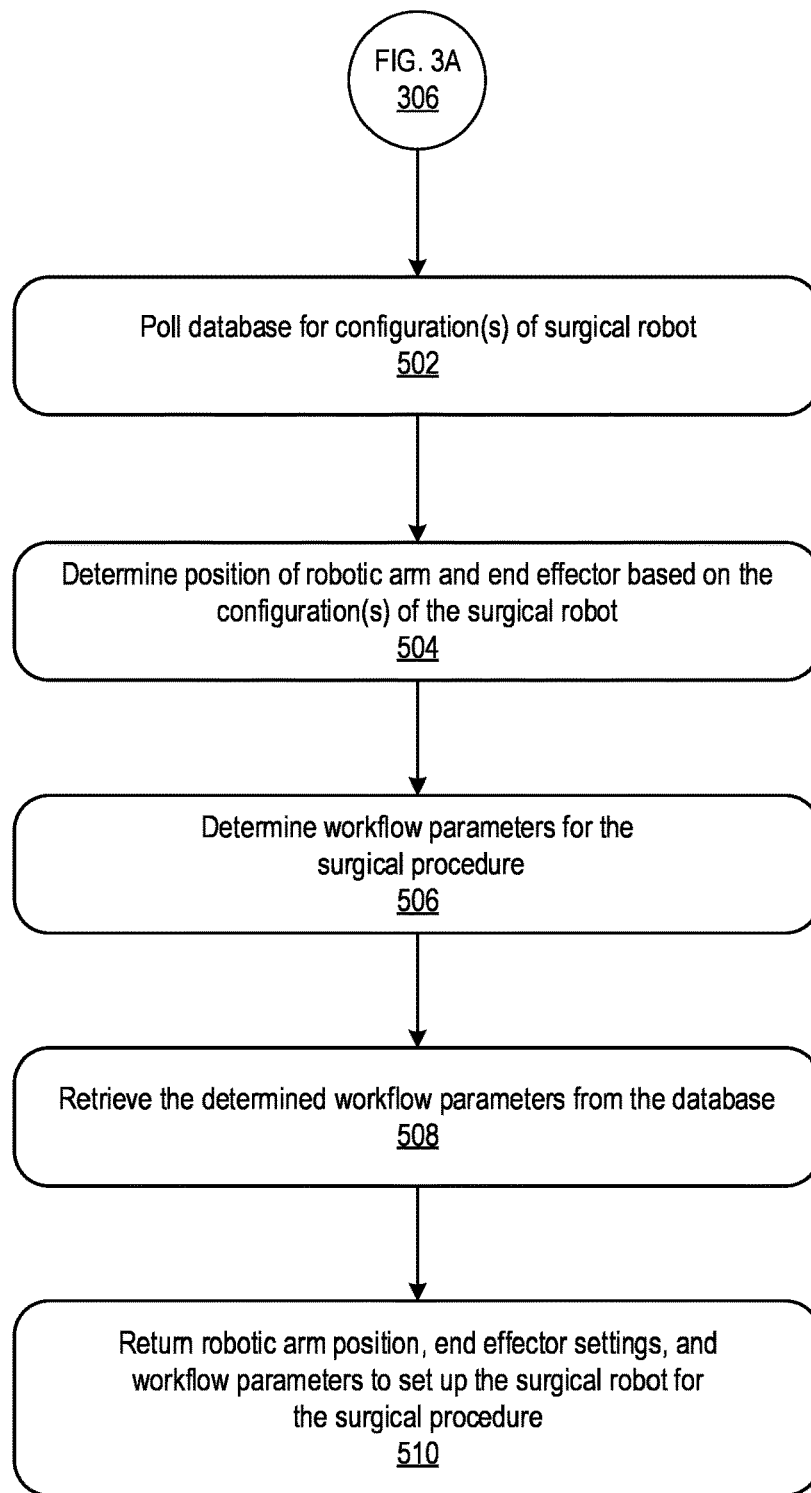 FIG. 3A
306
Poll database for configuration(s) of surgical robot
502
Determine position of robotic arm and end effector based on the
configuration(s) of the surgical robot
504
Determine workflow parameters for the
surgical procedure
506
Retrieve the determined workflow parameters from the database
508
Return robotic arm position, end effector settings, and
workflow parameters to set up the surgical robot for
the surgical procedure
510